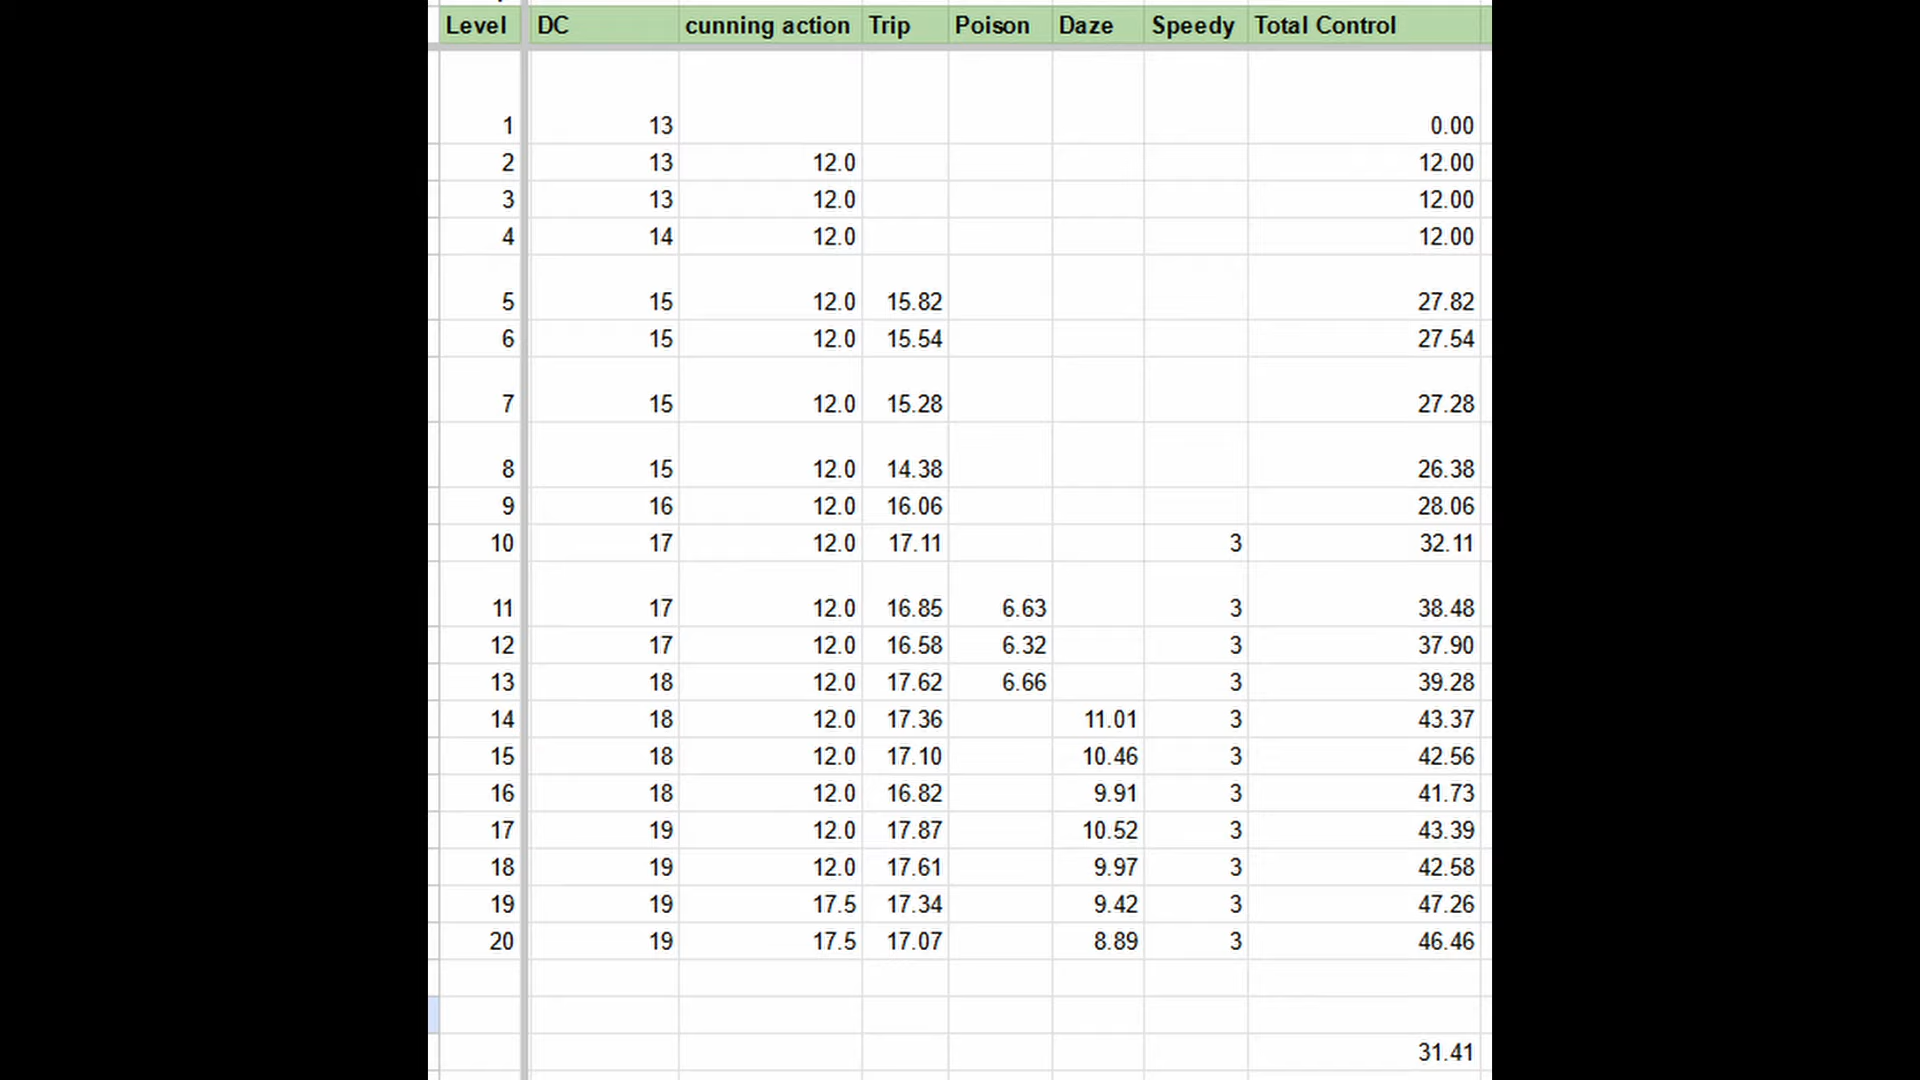 Level DC cunning action Trip Poison Daze Speedy Total Control
1 13 0.00
2 13 12.0 12.00
3 13 12.0 12.00
4 14 12.0 12.00
5 15 12.0 15.82 27.82
6 15 12.0 15.54 27.54
7 15 12.0 15.28 27.28
8 15 12.0 14.38 26.38
9 16 12.0 16.06 28.06
10 17 12.0 17.11 3 32.11
11 17 12.0 16.85 6.63 3 38.48
12 17 12.0 16.58 6.32 3 37.90
13 18 12.0 17.62 6.66 3 39.28
14 18 12.0 17.36 11.01 3 43.37
15 18 12.0 17.10 10.46 3 42.56
16 18 12.0 16.82 9.91 3 41.73
17 19 12.0 17.87 10.52 3 43.39
18 19 12.0 17.61 9.97 3 42.58
19 19 17.5 17.34 9.42 3 47.26
20 19 17.5 17.07 8.89 3 46.46
31.41